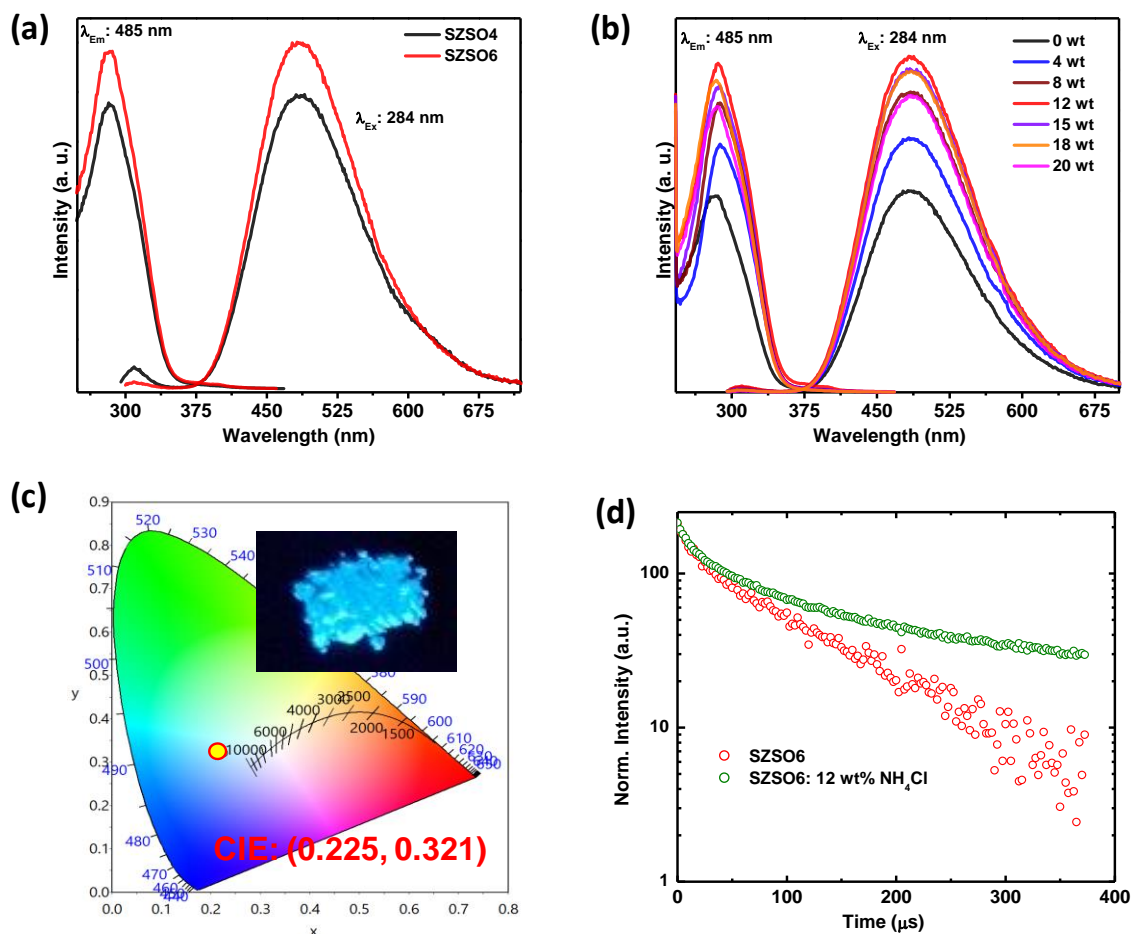 (a)
λEm: 485 nm
SZSO4
SZSO6
λEx: 284 nm
Intensity (a. u.)
300 375 450 525 600 675
Wavelength (nm)
(b)
λEm: 485 nm
λEx: 284 nm
0 wt
4 wt
8 wt
12 wt
15 wt
18 wt
20 wt
Intensity (a. u.)
300 375 450 525 600 675
Wavelength (nm)
(c)
0.9
0.8
0.7
0.6
0.5
0.4
0.3
0.2
0.1
0.0
y
520
530
540
510
500
490
480
470
460
440
580
590
600
610
620
630
3000
2500
4000
2000
6000
1500
10000
CIE: (0.225, 0.321)
0.0 0.1 0.2 0.3 0.4 0.5 0.6 0.7 0.8
x
(d)
Norm. Intensity (a.u.)
100
10
1
SZSO6
SZSO6: 12 wt% NH4Cl
0 100 200 300 400
Time (μs)